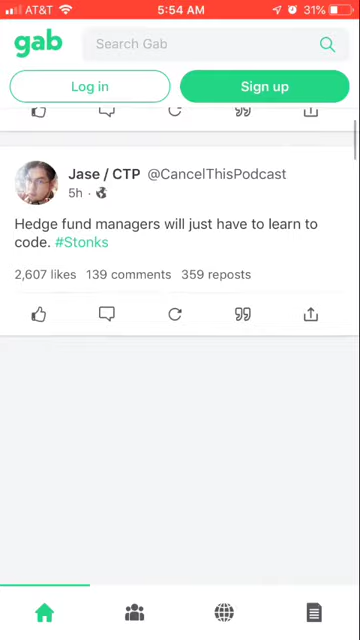 AT&T 5:54 AM 31%
gab Search Gab
Log in Sign up
Jase / CTP @CancelThisPodcast
5h ·
Hedge fund managers will just have to learn to
code. #Stonks
2,607 likes 139 comments 359 reposts